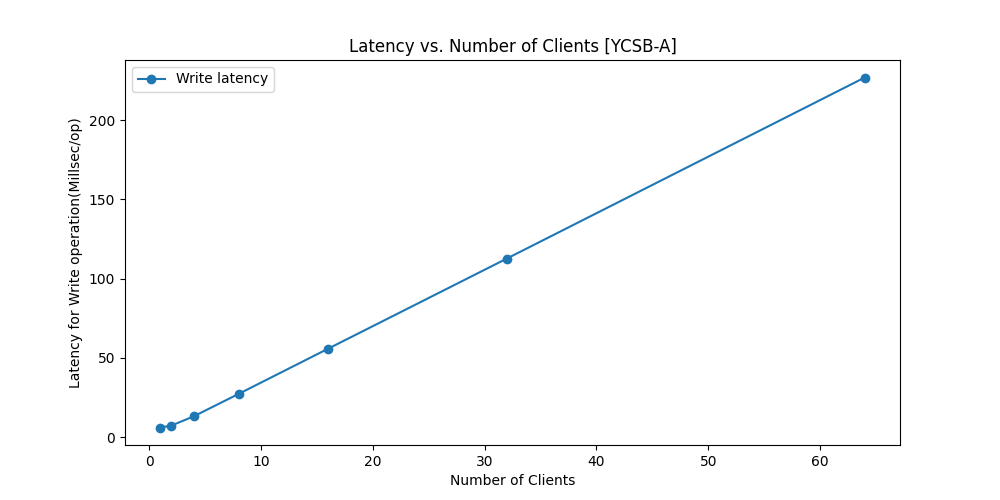 Latency vs. Number of Clients [YCSB-A]
Write latency
Latency for Write operation(Millsec/op)
200
150
100
50
0
0 10 20 30 40 50 60
Number of Clients